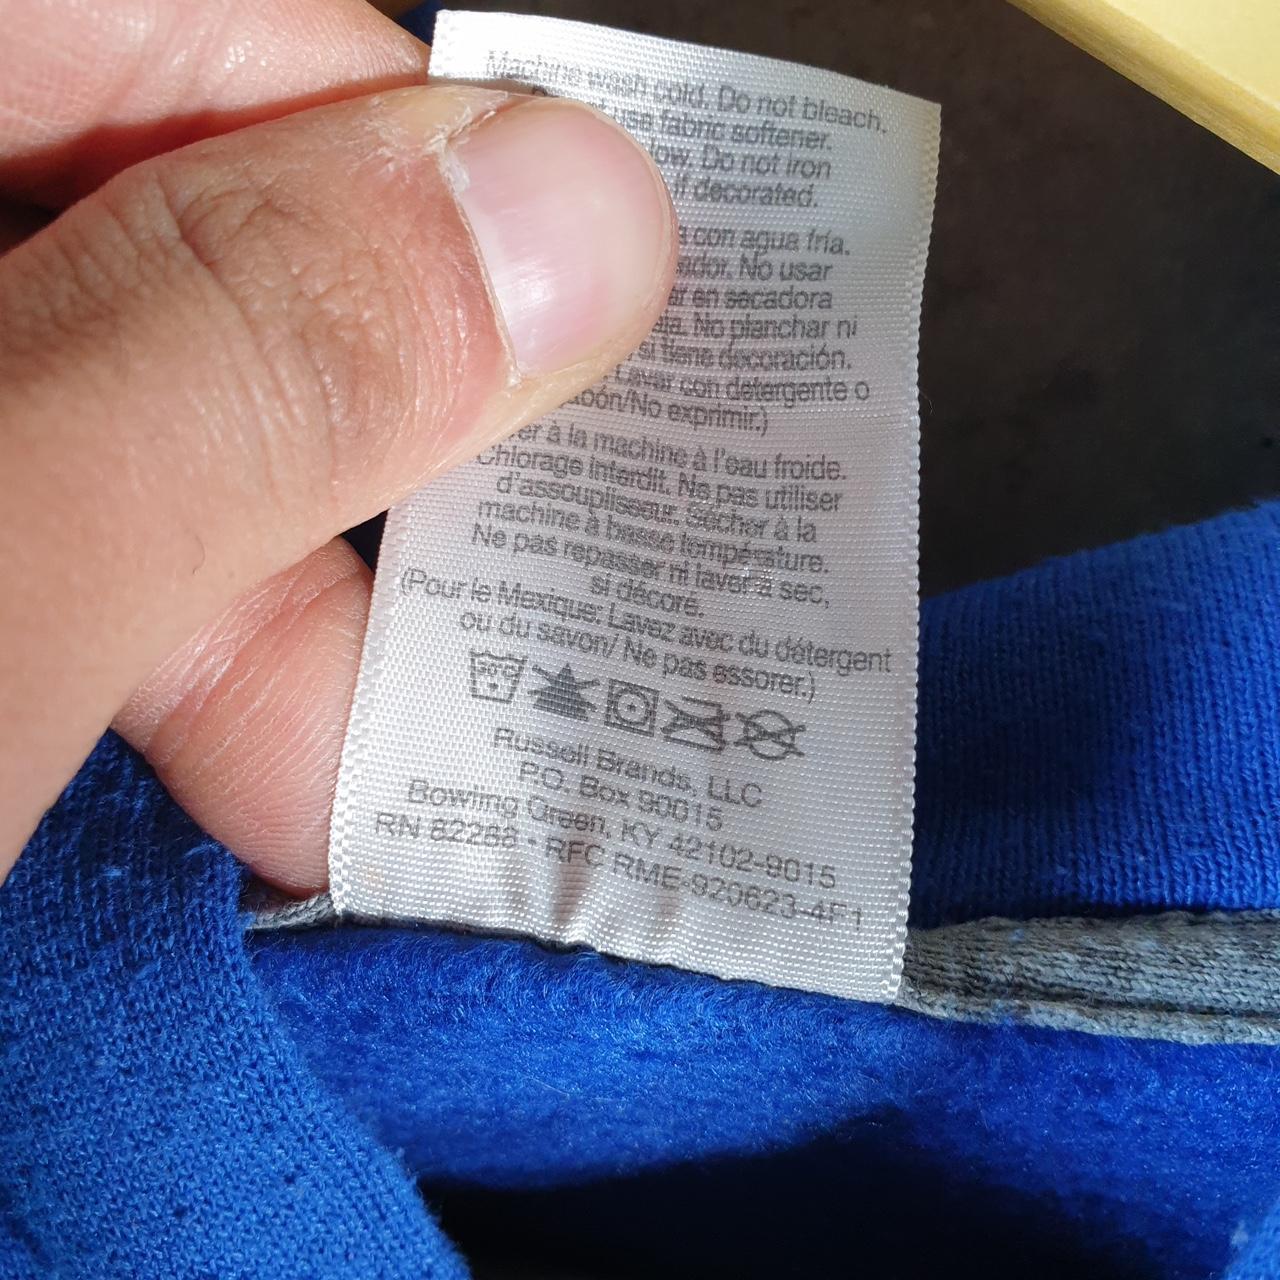 Machine wash cold. Do not bleach.
use fabric softener.
Do not iron
if decorated.
con agua fría.
No usar
en secadora
No planchar ni
si tiene decoración.
Lavar con detergente o
jabón/No exprimir.)
à la machine à l'eau froide.
Chlorage interdit. Ne pas utiliser
d'assouplisseur. Sécher à la
machine à basse température.
Ne pas repasser ni laver à sec,
si décoré.
(Pour le Mexique: Lavez avec du détergent
ou du savon/ Ne pas essorer.)
Russell Brands, LLC
P.O. Box 90015
Bowling Green, KY 42102-9015
RN 82288 - RFC RME-920623-4F1